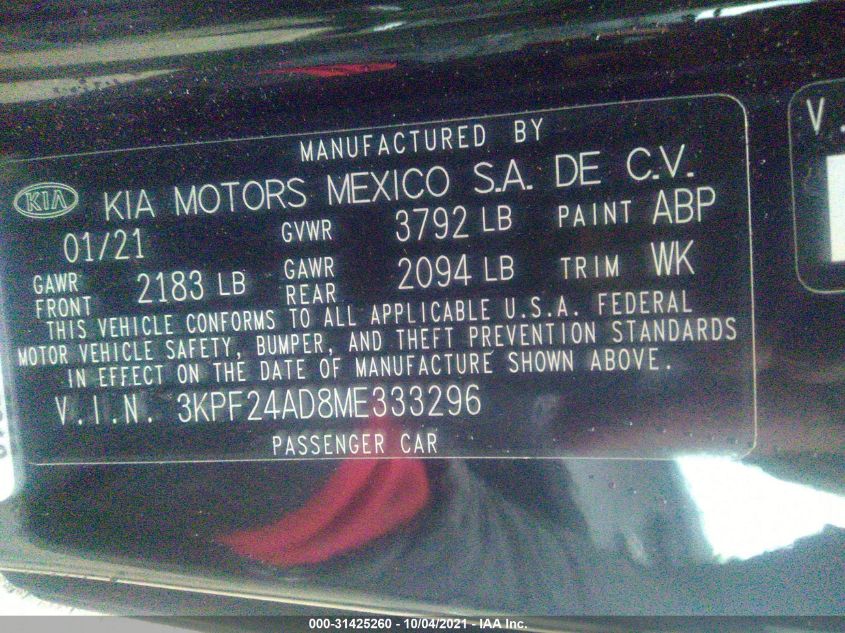 MANUFACTURED BY
KIA KIA MOTORS MEXICO S.A. DE C.V.
01/21 GVWR 3792 LB PAINT ABP
GAWR FRONT 2183 LB GAWR REAR 2094 LB TRIM WK
THIS VEHICLE CONFORMS TO ALL APPLICABLE U.S.A. FEDERAL
MOTOR VEHICLE SAFETY, BUMPER, AND THEFT PREVENTION STANDARDS
IN EFFECT ON THE DATE OF MANUFACTURE SHOWN ABOVE.
V.I.N. 3KPF24AD8ME333296
PASSENGER CAR
V.
000-31425260 - 10/04/2021 - IAA Inc.